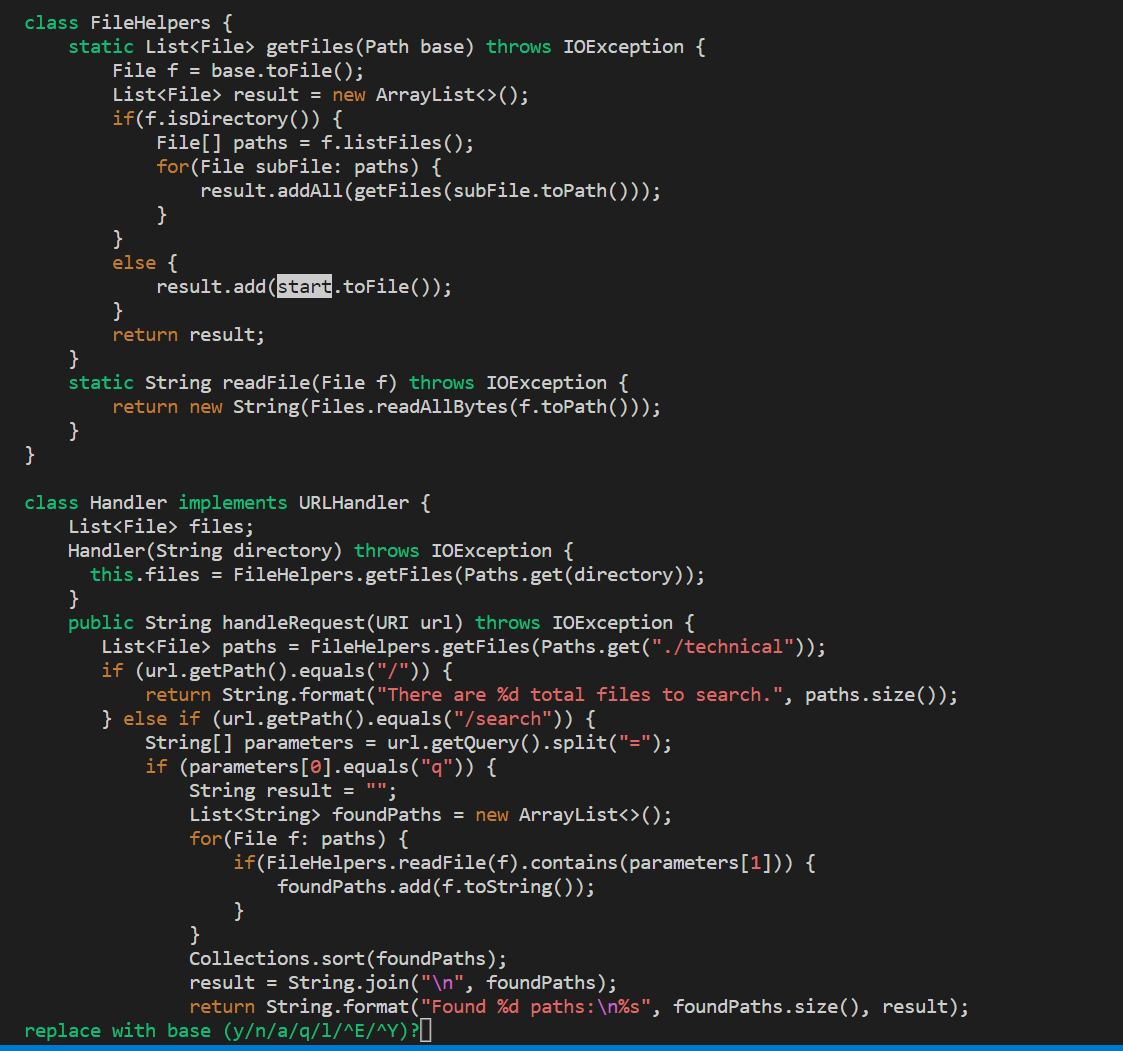 class FileHelpers {
    static List<File> getFiles(Path base) throws IOException {
        File f = base.toFile();
        List<File> result = new ArrayList<>();
        if(f.isDirectory()) {
            File[] paths = f.listFiles();
            for(File subFile: paths) {
                result.addAll(getFiles(subFile.toPath()));
            }
        }
        else {
            result.add(start.toFile());
        }
        return result;
    }
    static String readFile(File f) throws IOException {
        return new String(Files.readAllBytes(f.toPath()));
    }
}

class Handler implements URLHandler {
    List<File> files;
    Handler(String directory) throws IOException {
      this.files = FileHelpers.getFiles(Paths.get(directory));
    }
    public String handleRequest(URI url) throws IOException {
       List<File> paths = FileHelpers.getFiles(Paths.get("./technical"));
       if (url.getPath().equals("/")) {
           return String.format("There are %d total files to search.", paths.size());
       } else if (url.getPath().equals("/search")) {
           String[] parameters = url.getQuery().split("=");
           if (parameters[0].equals("q")) {
               String result = "";
               List<String> foundPaths = new ArrayList<>();
               for(File f: paths) {
                   if(FileHelpers.readFile(f).contains(parameters[1])) {
                       foundPaths.add(f.toString());
                   }
               }
               Collections.sort(foundPaths);
               result = String.join("\n", foundPaths);
               return String.format("Found %d paths:\n%s", foundPaths.size(), result);
replace with base (y/n/a/q/l/^E/^Y)?